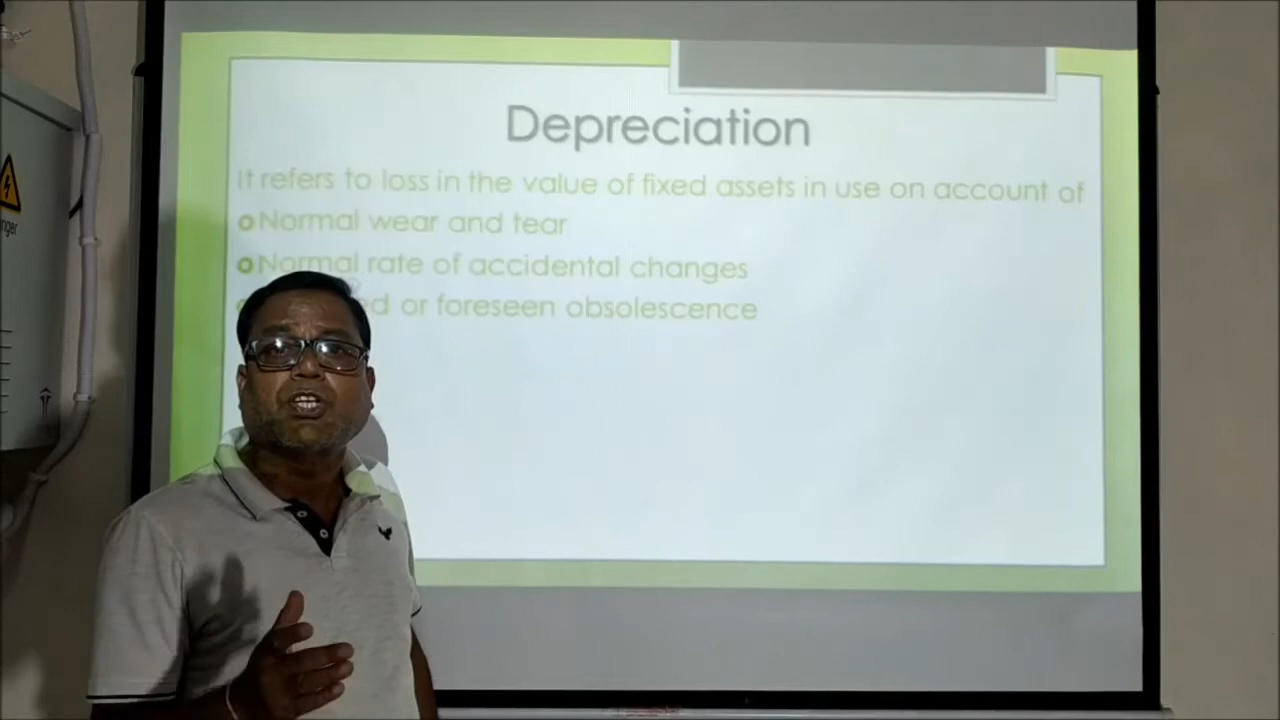 Depreciation
It refers to loss in the value of fixed assets in use on account of
Normal wear and tear
Normal rate of accidental changes
or foreseen obsolescence